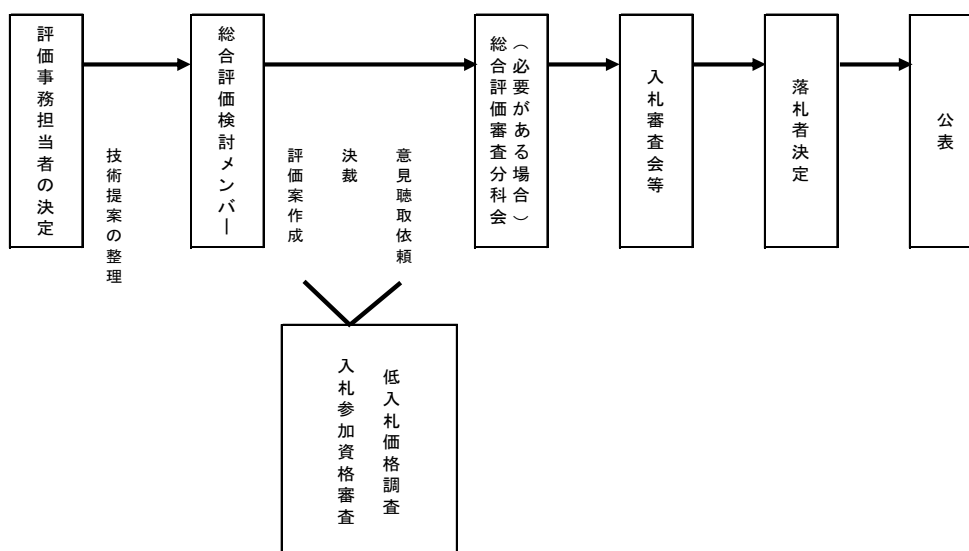 評価事務担当者の決定
技術提案の整理
総合評価検討メンバー
評価案作成
決裁
意見聴取依頼
総合評価審査分科会
（必要がある場合）
入札審査会等
落札者決定
公表
入札参加資格審査
低入札価格調査